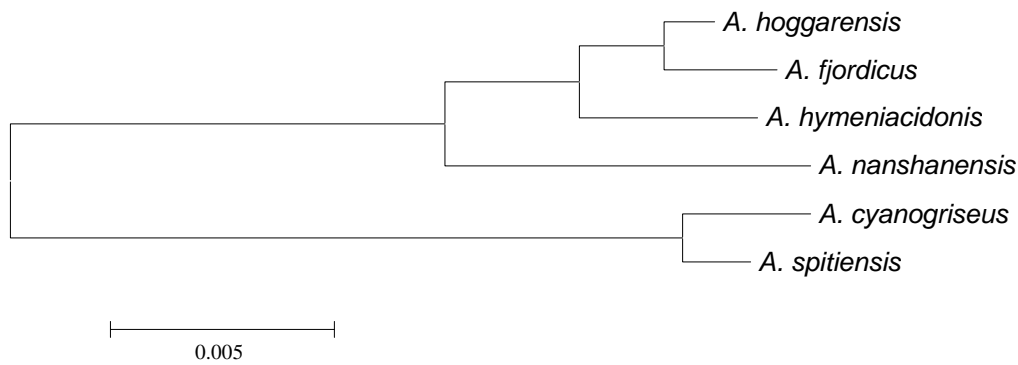 A. hoggarensis
A. fjordicus
A. hymeniacidonis
A. nanshanensis
A. cyanogriseus
A. spitiensis
0.005